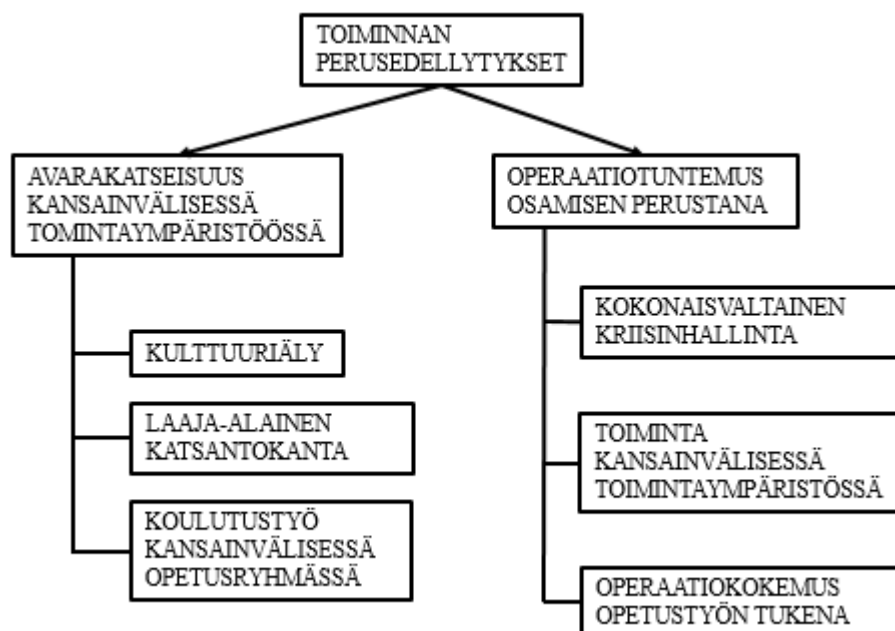 TOIMINNAN
PERUSEDELLYTYKSET
AVARAKATSEISUUS
KANSAINVÄLISESSÄ
TOMINTAYMPÄRISTÖÖSSÄ
KULTTUURIÄLY
LAAJA-ALAINEN
KATSANTOKANTA
KOULUTUSTYÖ
KANSAINVÄLISESSÄ
OPETUSRYHMÄSSÄ
OPERAATIOTUNTEMUS
OSAMISEN PERUSTANA
KOKONAISVALTAINEN
KRIISINHALLINTA
TOIMINTA
KANSAINVÄLISESSÄ
TOIMINTAYMPÄRISTÖSSÄ
OPERAATIOKOKEMUS
OPETUSTYÖN TUKENA